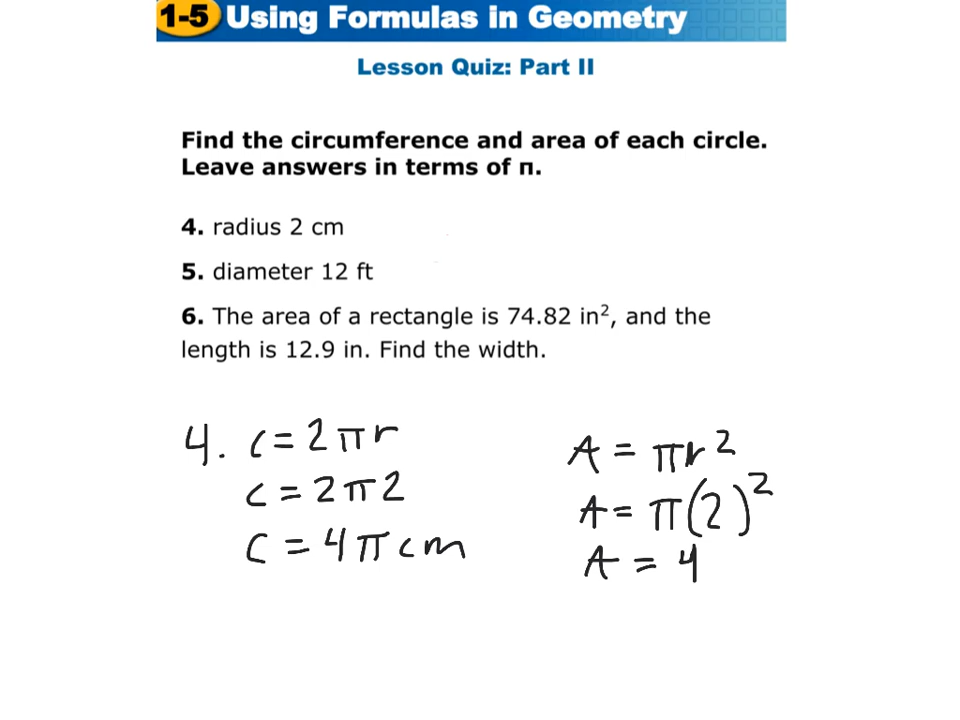 1-5 Using Formulas in Geometry
Lesson Quiz: Part II
Find the circumference and area of each circle.
Leave answers in terms of π.
4. radius 2 cm
5. diameter 12 ft
6. The area of a rectangle is 74.82 in², and the
length is 12.9 in. Find the width.
4. C = 2πr
C = 2π2
C = 4π cm
A = πr²
A = π(2)²
A = 4